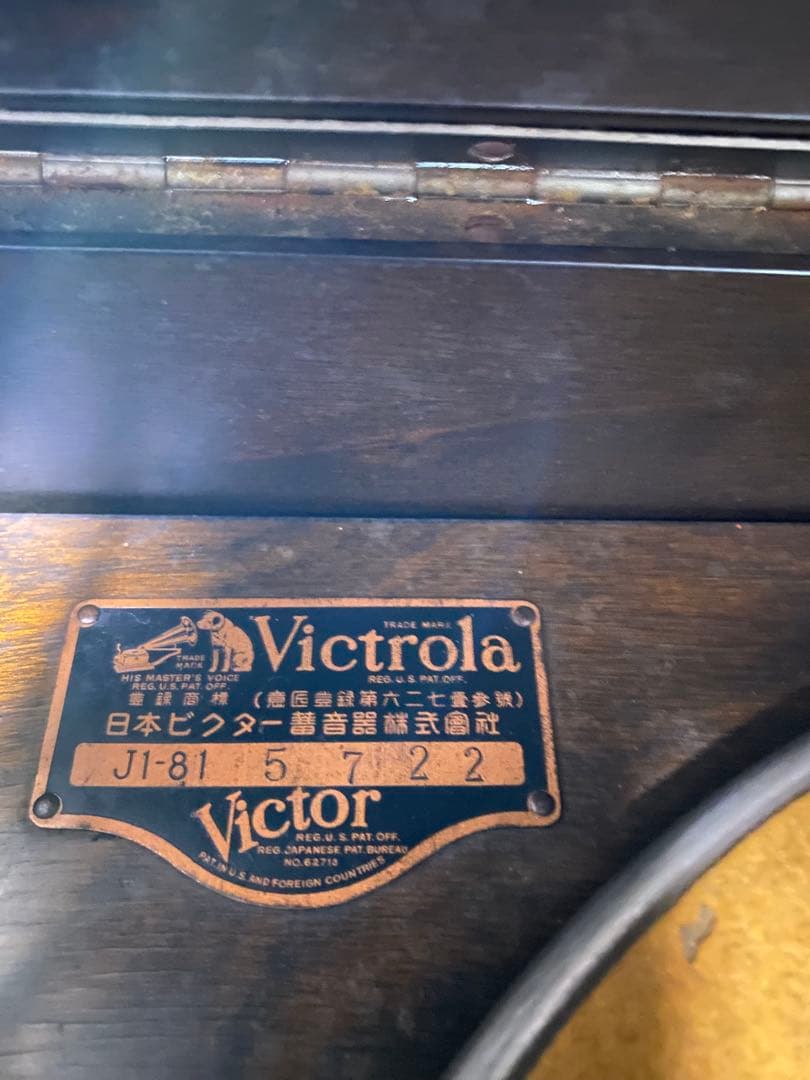 TRADE MARK
Victrola
REG. U.S. PAT. OFF.
TRADE MARK
HIS MASTER'S VOICE
REG. U.S. PAT. OFF.
登録商標 (意匠登録第六二七壹参號)
日本ビクター蓄音器株式會社
J1-81 5 7 2 2
Victor
REG. U.S. PAT. OFF.
REG. JAPANESE PAT. BUREAU
NO. 62713
PAT. IN U.S. AND FOREIGN COUNTRIES